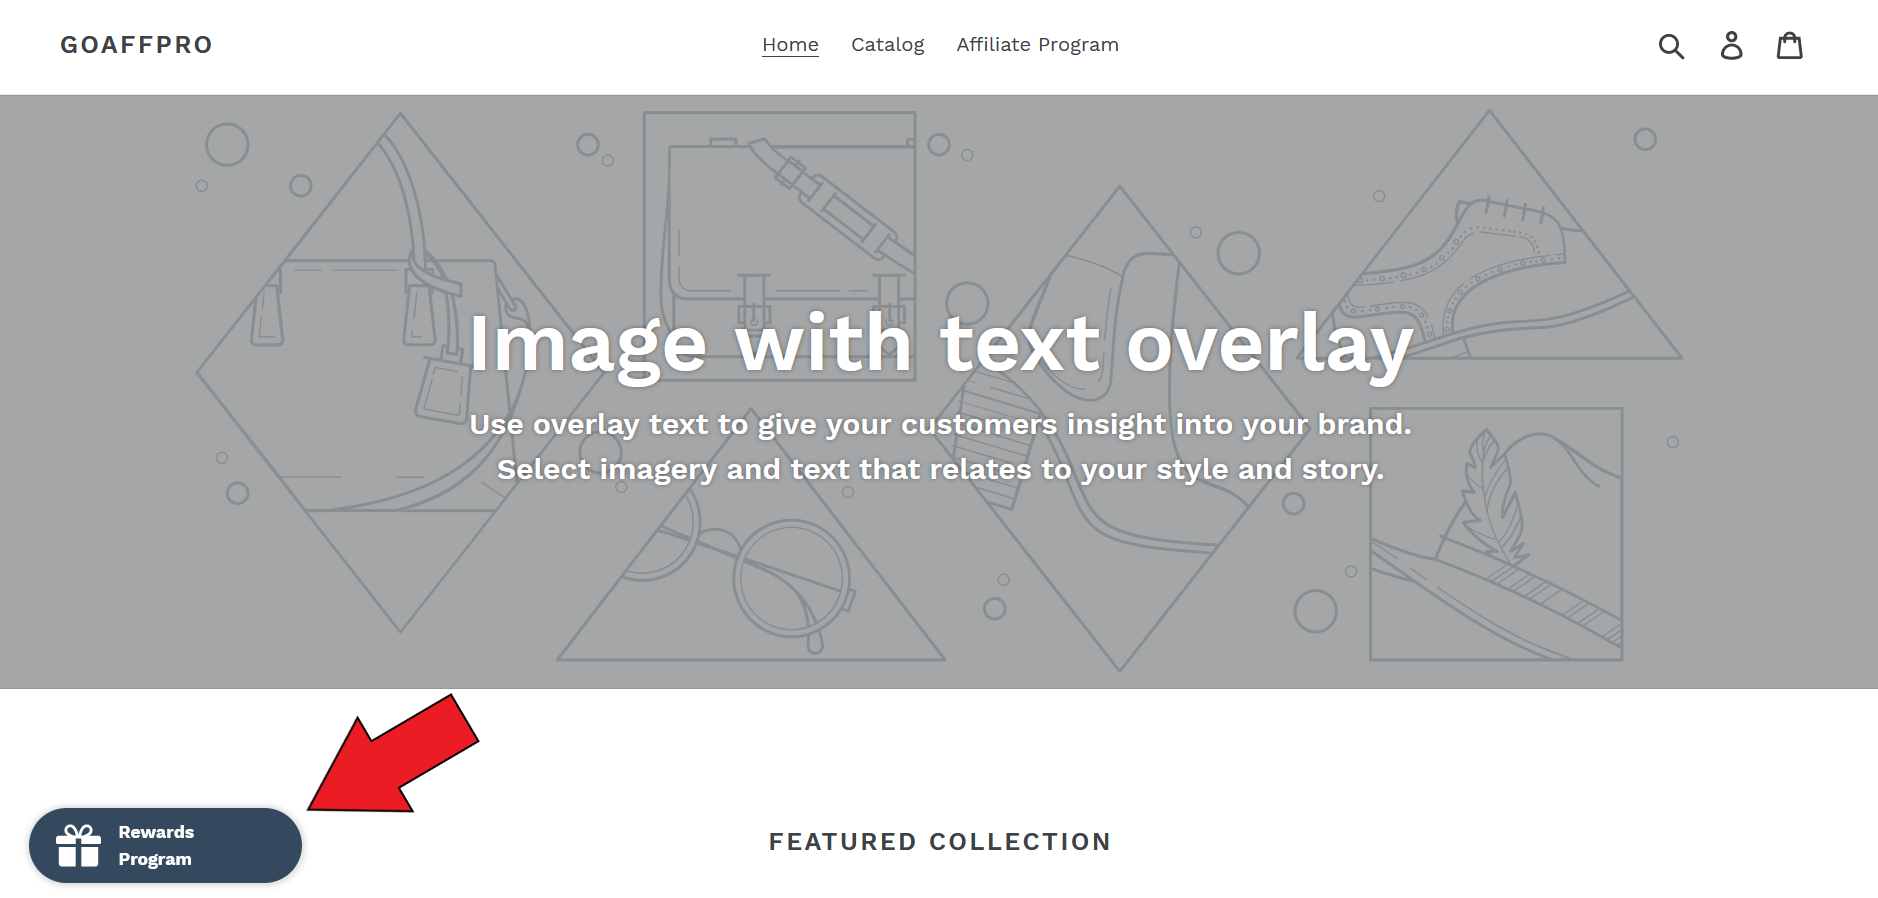 GOAFFPRO
Home Catalog Affiliate Program
Image with text overlay
Use overlay text to give your customers insight into your brand.
Select imagery and text that relates to your style and story.
Rewards
Program
FEATURED COLLECTION